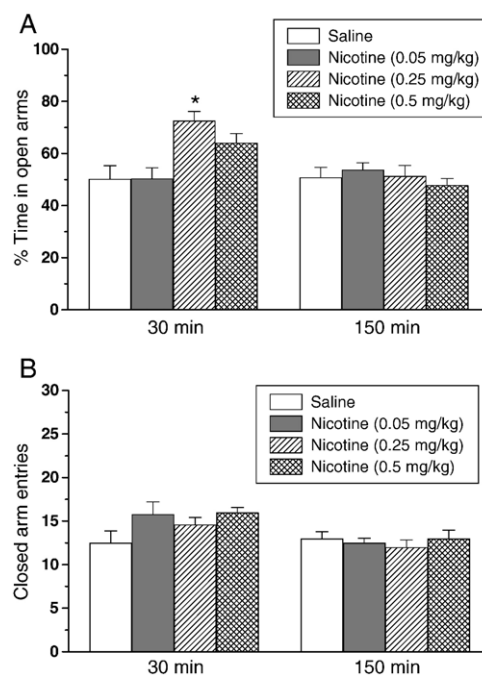 A
Saline
Nicotine (0.05 mg/kg)
Nicotine (0.25 mg/kg)
Nicotine (0.5 mg/kg)
% Time in open arms
100
80
60
40
20
0
*
30 min
150 min
B
Saline
Nicotine (0.05 mg/kg)
Nicotine (0.25 mg/kg)
Nicotine (0.5 mg/kg)
Closed arm entries
30
25
20
15
10
5
0
30 min
150 min